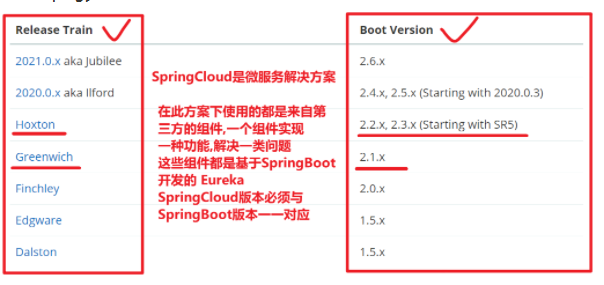 Release Train
Boot Version
2021.0.x aka Jubilee
2.6.x
SpringCloud是微服务解决方案
2020.0.x aka Ilford
2.4.x, 2.5.x (Starting with 2020.0.3)
在此方案下使用的都是来自第
三方的组件,一个组件实现
一种功能,解决一类问题
这些组件都是基于SpringBoot
开发的 Eureka
SpringCloud版本必须与
SpringBoot版本一一对应
Hoxton
2.2.x, 2.3.x (Starting with SR5)
Greenwich
2.1.x
Finchley
2.0.x
Edgware
1.5.x
Dalston
1.5.x